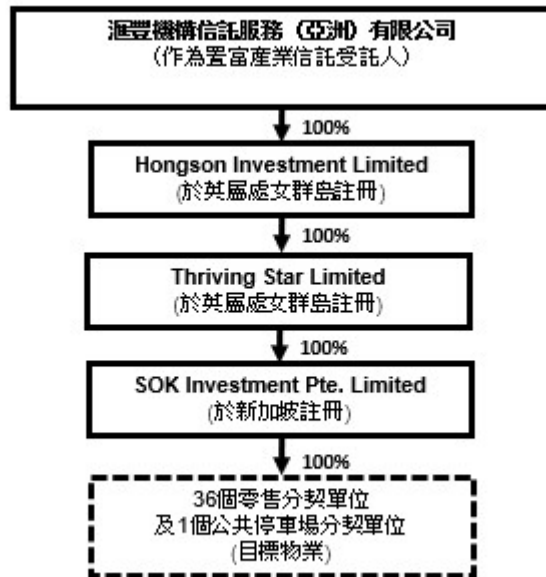 滙豐機構信託服務（亞洲）有限公司
（作為置富產業信託受託人）
100%
Hongson Investment Limited
(於英屬處女群島註冊)
100%
Thriving Star Limited
(於英屬處女群島註冊)
100%
SOK Investment Pte. Limited
(於新加坡註冊)
100%
36個零售分契單位
及1個公共停車場分契單位
(目標物業)